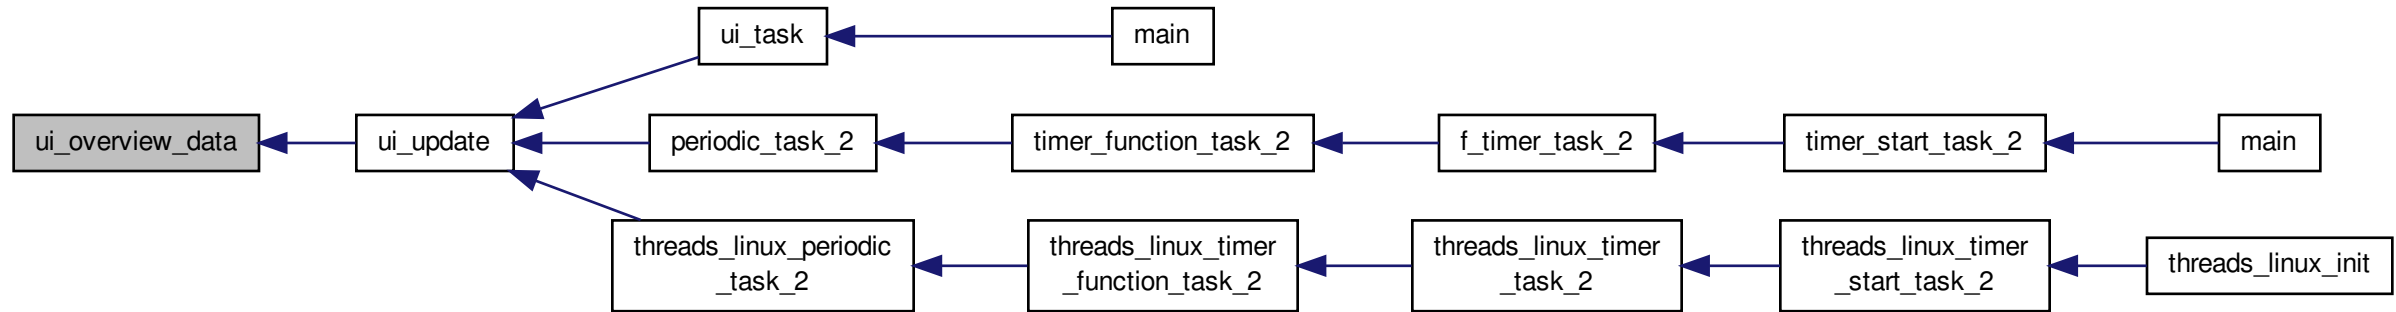 ui_task
main
ui_overview_data
ui_update
periodic_task_2
timer_function_task_2
f_timer_task_2
timer_start_task_2
main
threads_linux_periodic
_task_2
threads_linux_timer
_function_task_2
threads_linux_timer
_task_2
threads_linux_timer
_start_task_2
threads_linux_init